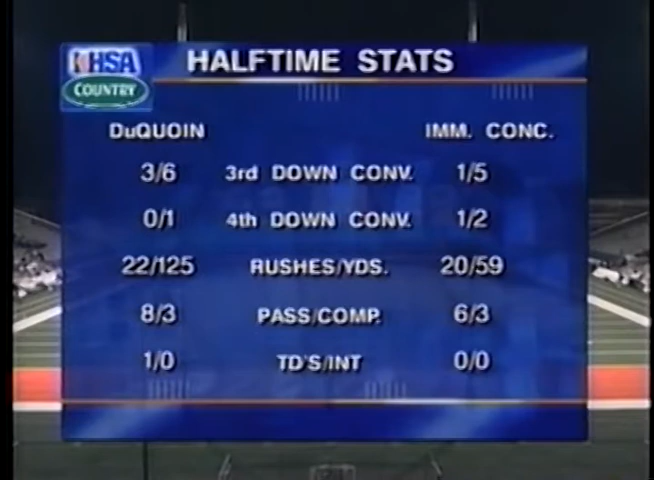 IHSA
COUNTRY
HALFTIME STATS
DuQUOIN IMM. CONC.
3/6 3rd DOWN CONV. 1/5
0/1 4th DOWN CONV. 1/2
22/125 RUSHES/YDS. 20/59
8/3 PASS/COMP. 6/3
1/0 TD'S/INT 0/0